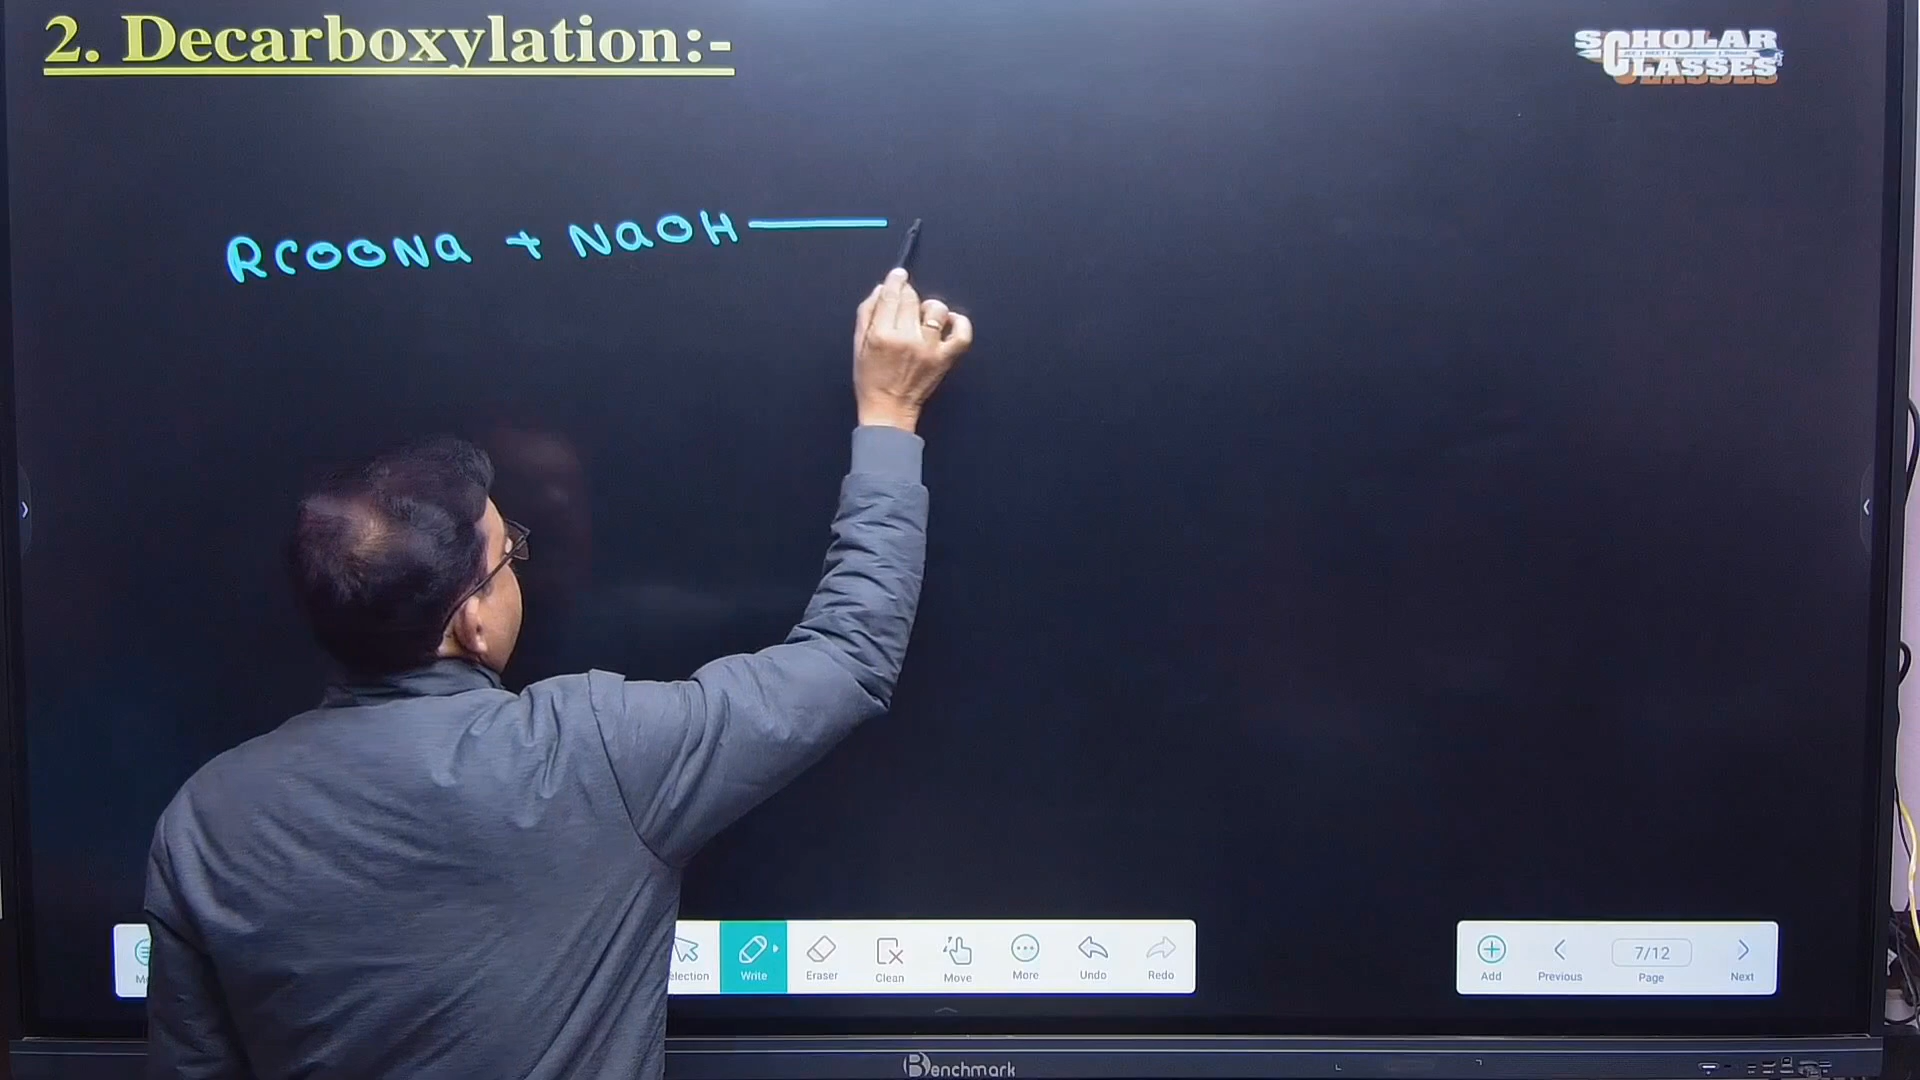 2. Decarboxylation:-
SCHOLAR
CLASSES
RCOONa + NaOH
Write
Eraser
Clean
Move
More
Undo
Redo
Add
Previous
7/12
Page
Next
Benchmark